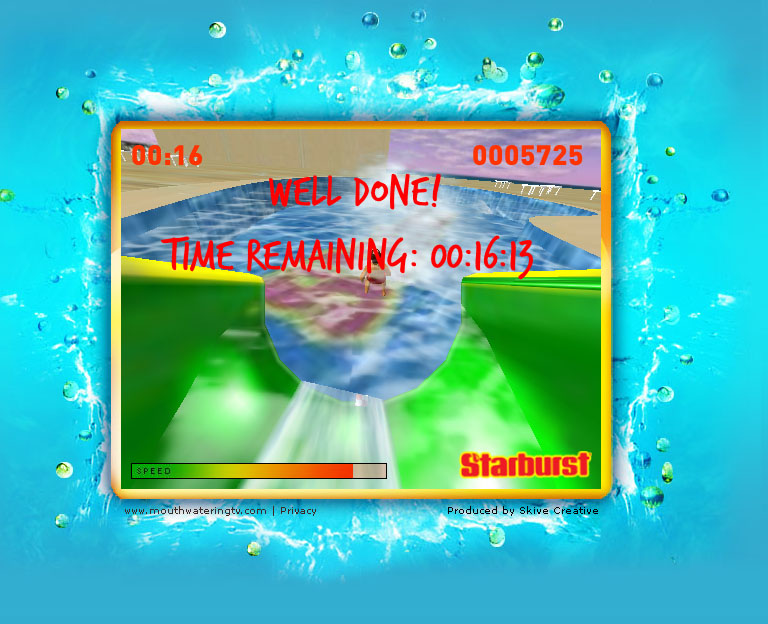 00:16
0005725
WELL DONE!
TIME REMAINING: 00:16:13
SPEED
Starburst
www.mouthwateringtv.com | Privacy
Produced by Skive Creative